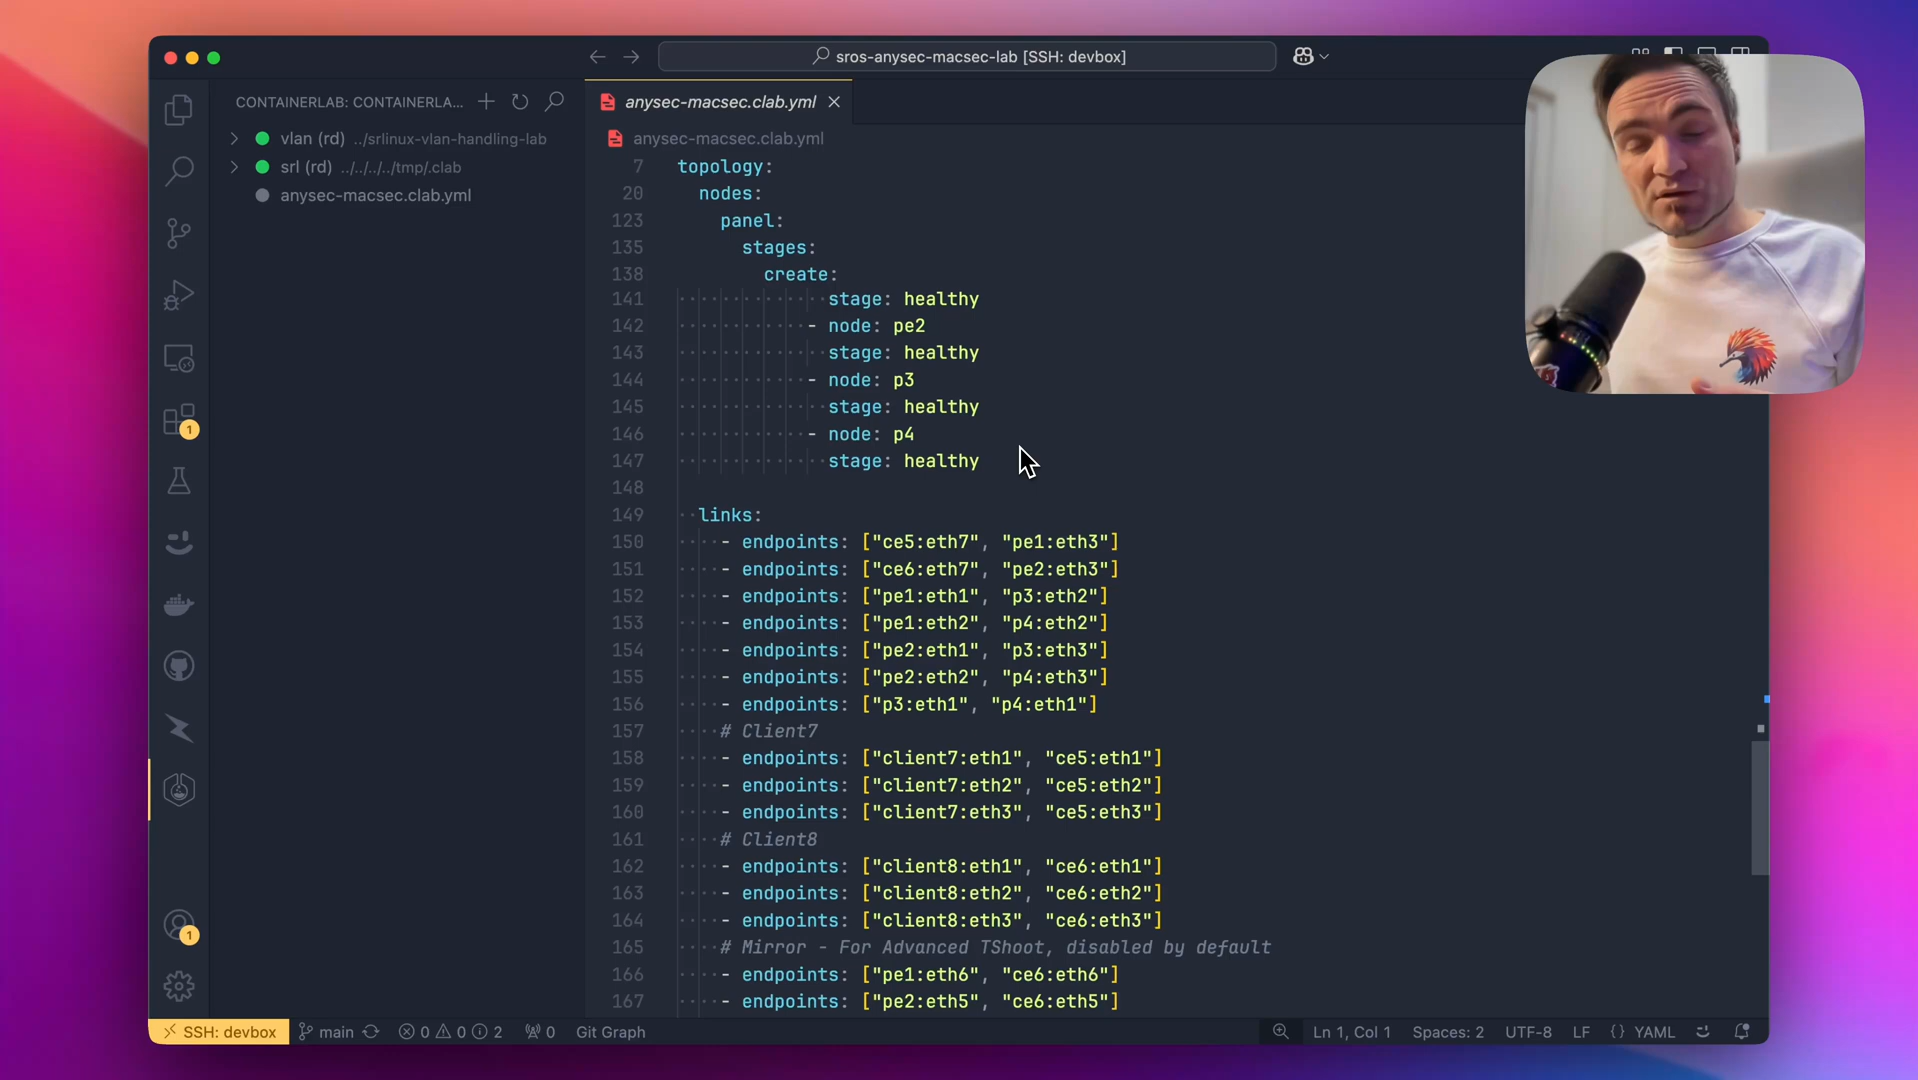 sros-anysec-macsec-lab [SSH: devbox]
CONTAINERLAB: CONTAINERLA...
vlan (rd) ../srlinux-vlan-handling-lab
srl (rd) ../../../../tmp/.clab
anysec-macsec.clab.yml
anysec-macsec.clab.yml
anysec-macsec.clab.yml
7 topology:
20 nodes:
123 panel:
135 stages:
138 create:
141 stage: healthy
142 - node: pe2
143 stage: healthy
144 - node: p3
145 stage: healthy
146 - node: p4
147 stage: healthy
148
149 links:
150 - endpoints: ["ce5:eth7", "pe1:eth3"]
151 - endpoints: ["ce6:eth7", "pe2:eth3"]
152 - endpoints: ["pe1:eth1", "p3:eth2"]
153 - endpoints: ["pe1:eth2", "p4:eth2"]
154 - endpoints: ["pe2:eth1", "p3:eth3"]
155 - endpoints: ["pe2:eth2", "p4:eth3"]
156 - endpoints: ["p3:eth1", "p4:eth1"]
157 # Client7
158 - endpoints: ["client7:eth1", "ce5:eth1"]
159 - endpoints: ["client7:eth2", "ce5:eth2"]
160 - endpoints: ["client7:eth3", "ce5:eth3"]
161 # Client8
162 - endpoints: ["client8:eth1", "ce6:eth1"]
163 - endpoints: ["client8:eth2", "ce6:eth2"]
164 - endpoints: ["client8:eth3", "ce6:eth3"]
165 # Mirror - For Advanced TShoot, disabled by default
166 - endpoints: ["pe1:eth6", "ce6:eth6"]
167 - endpoints: ["pe2:eth5", "ce6:eth5"]
1
1
SSH: devbox main 0 0 2 0 Git Graph Ln 1, Col 1 Spaces: 2 UTF-8 LF {} YAML